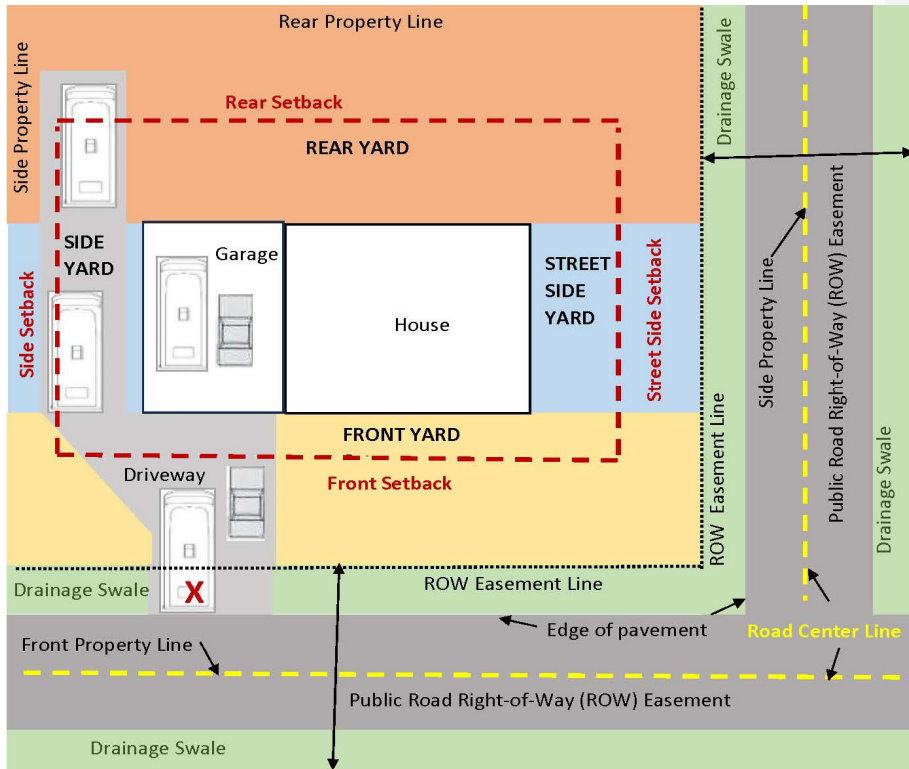 Rear Property Line
Side Property Line
Drainage Swale
Rear Setback
REAR YARD
SIDE
YARD
Garage
STREET
SIDE
YARD
Side Setback
House
Street Side Setback
Side Property Line
Public Road Right-of-Way (ROW) Easement
FRONT YARD
Driveway
Front Setback
ROW Easement Line
Drainage Swale
X
Drainage Swale
ROW Easement Line
Edge of pavement
Road Center Line
Front Property Line
Public Road Right-of-Way (ROW) Easement
Drainage Swale